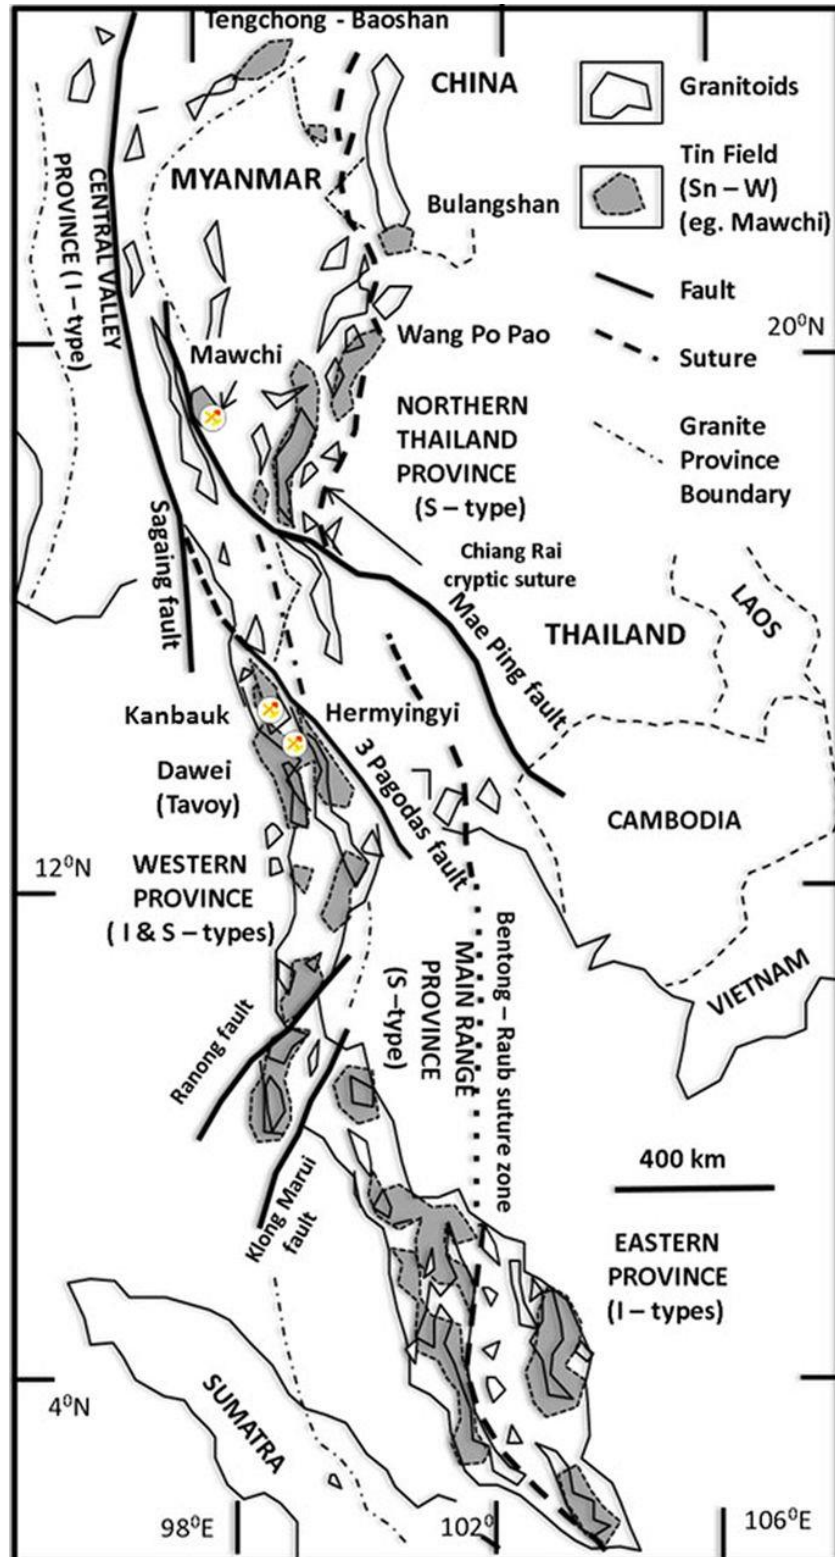 Tengchong - Baoshan
CHINA
Granitoids
MYANMAR
Tin Field
(Sn – W)
(eg. Mawchi)
Bulangshan
CENTRAL VALLEY
PROVINCE ( I – type)
Fault
20⁰N
Wang Po Pao
Mawchi
Suture
NORTHERN
THAILAND
PROVINCE
(S – type)
Granite
Province
Boundary
Sagaing fault
Chiang Rai
cryptic suture
Mae Ping fault
THAILAND
LAOS
Kanbauk
Hermyingyi
3 Pagodas fault
Dawei
(Tavoy)
CAMBODIA
12⁰N
WESTERN
PROVINCE
( I & S – types)
Bentong – Raub suture zone
MAIN RANGE
PROVINCE
(S –type)
VIETNAM
Ranong fault
400 km
Klong Marui
fault
EASTERN
PROVINCE
(I – types)
4⁰N
SUMATRA
98⁰E
102⁰
106⁰E